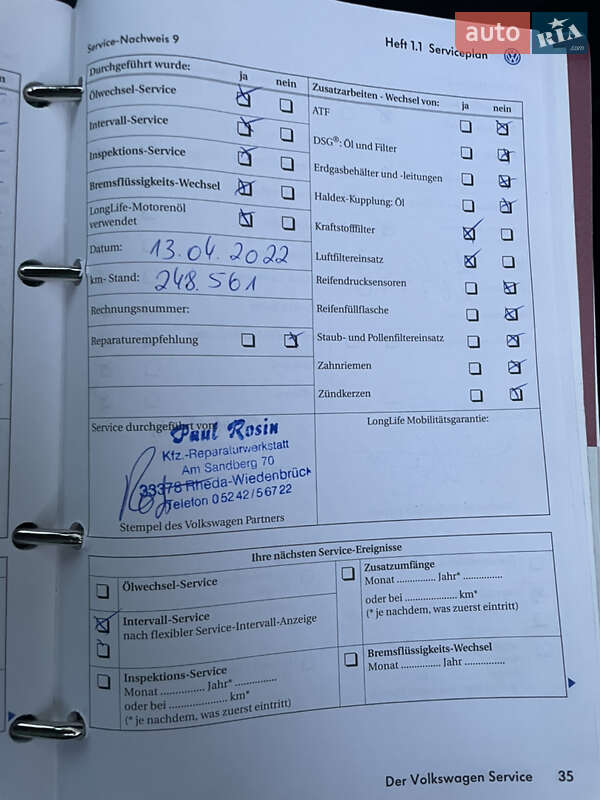 auto RIA .com
Service-Nachweis 9
Heft 1.1 Serviceplan
Durchgeführt wurde:
ja
nein
Ölwechsel-Service
Intervall-Service
Inspektions-Service
Bremsflüssigkeits-Wechsel
LongLife-Motorenöl
verwendet
Datum: 13.04.2022
km- Stand: 248.561
Rechnungsnummer:
Reparaturempfehlung
Zusatzarbeiten - Wechsel von:
ja
nein
ATF
DSG®: Öl und Filter
Erdgasbehälter und -leitungen
Haldex-Kupplung: Öl
Kraftstofffilter
Luftfiltereinsatz
Reifendrucksensoren
Reifenfüllflasche
Staub- und Pollenfiltereinsatz
Zahnriemen
Zündkerzen
Service durchgeführt von:
Paul Rosin
Kfz.-Reparaturwerkstatt
Am Sandberg 70
33378 Rheda-Wiedenbrück
Telefon 05242/56722
Stempel des Volkswagen Partners
LongLife Mobilitätsgarantie:
Ihre nächsten Service-Ereignisse
Ölwechsel-Service
Intervall-Service
nach flexibler Service-Intervall-Anzeige
Inspektions-Service
Monat ............... Jahr* ...............
oder bei .................... km*
(* je nachdem, was zuerst eintritt)
Zusatzumfänge
Monat ............. Jahr* .............
oder bei .................... km*
(* je nachdem, was zuerst eintritt)
Bremsflüssigkeits-Wechsel
Monat ............. Jahr .............
Der Volkswagen Service 35